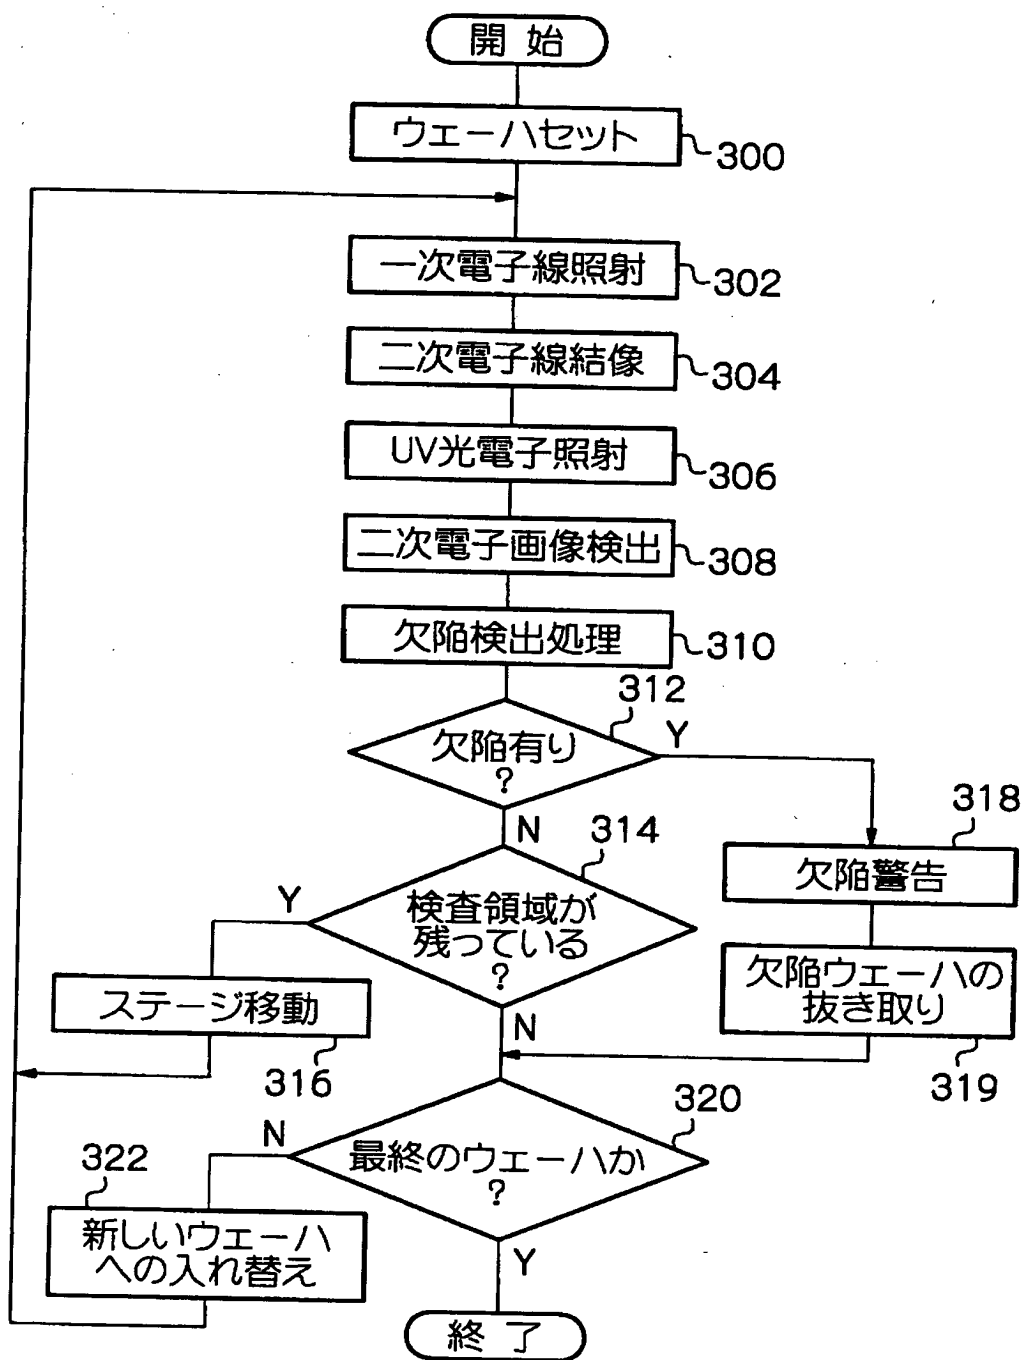 開 始
ウェーハセット
300
一次電子線照射
302
二次電子線結像
304
UV光電子照射
306
二次電子画像検出
308
欠陥検出処理
310
312
欠陥有り
?
Y
N
314
318
欠陥警告
Y
検査領域が
残っている
?
欠陥ウェーハの
抜き取り
319
ステージ移動
316
N
320
N
最終のウェーハか
?
322
新しいウェーハ
への入れ替え
Y
終 了